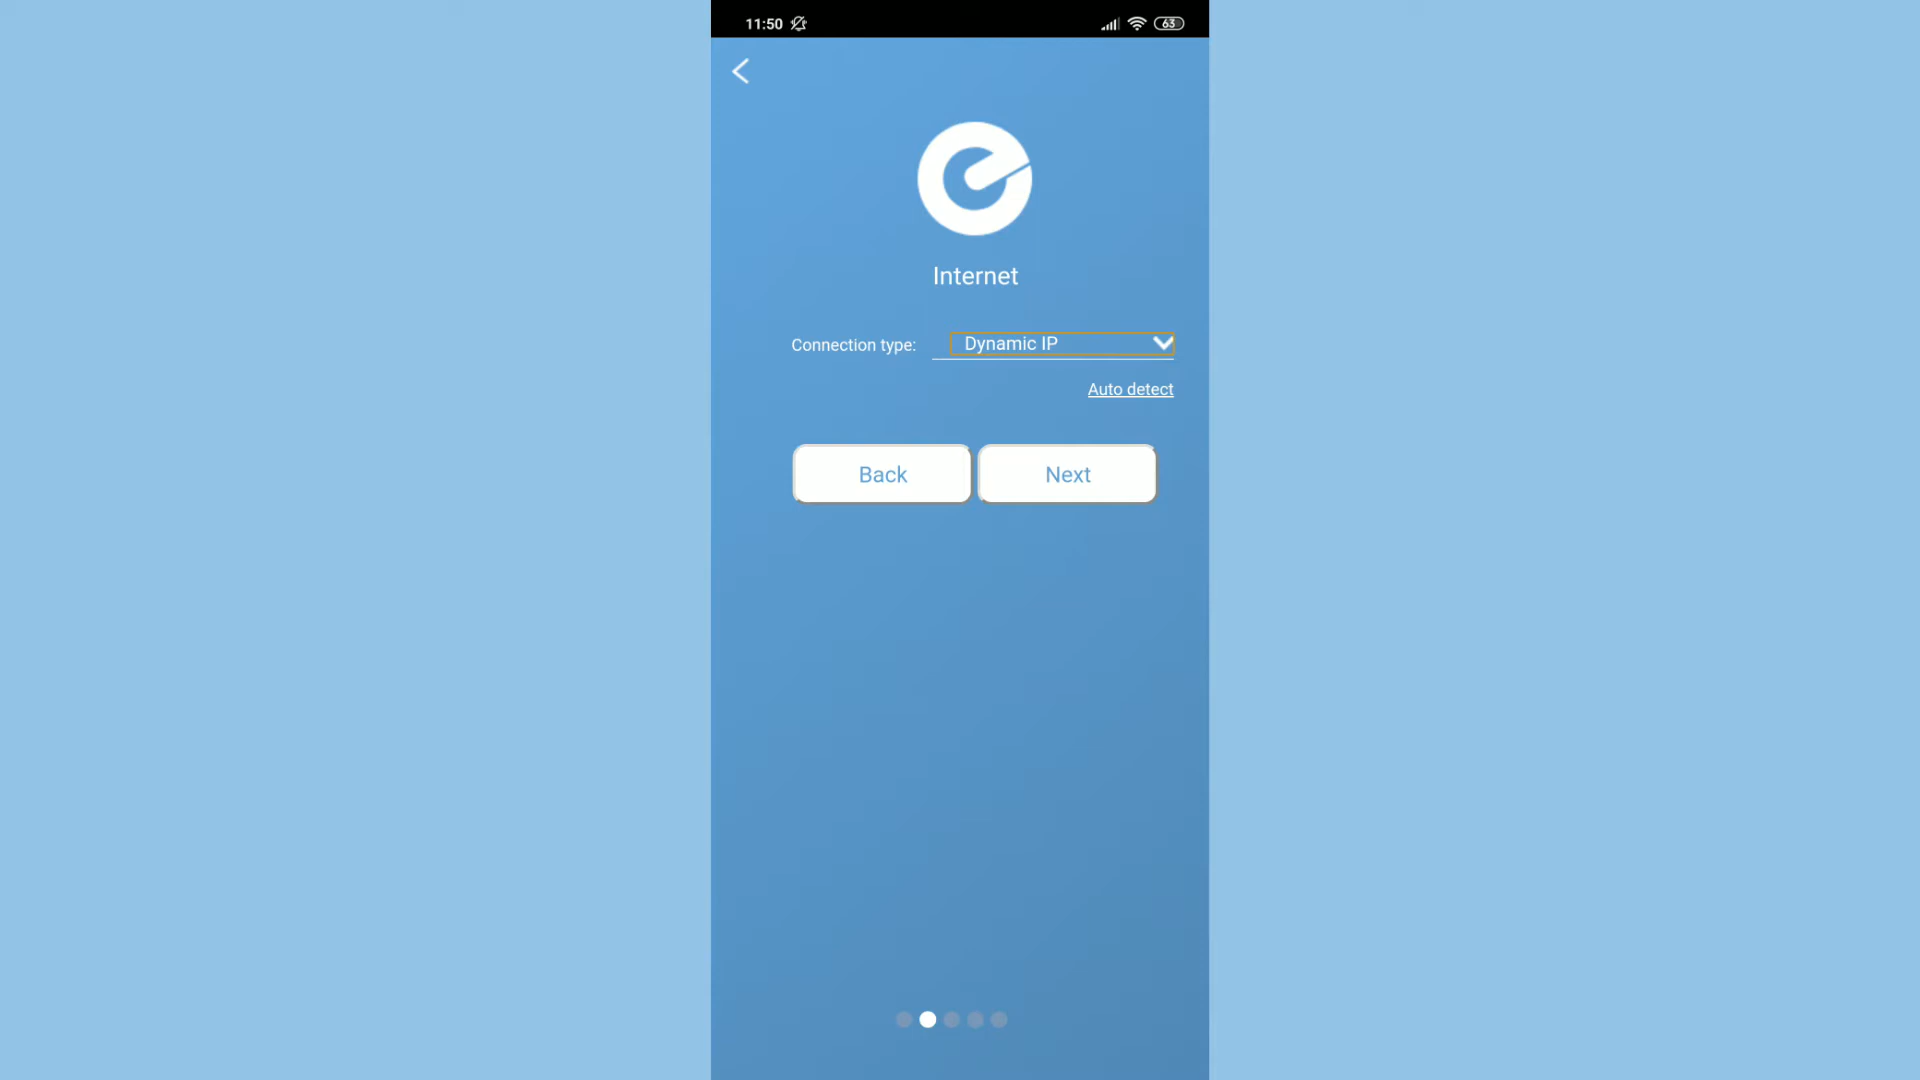 11:50
63
Internet
Connection type: Dynamic IP
Auto detect
Back Next